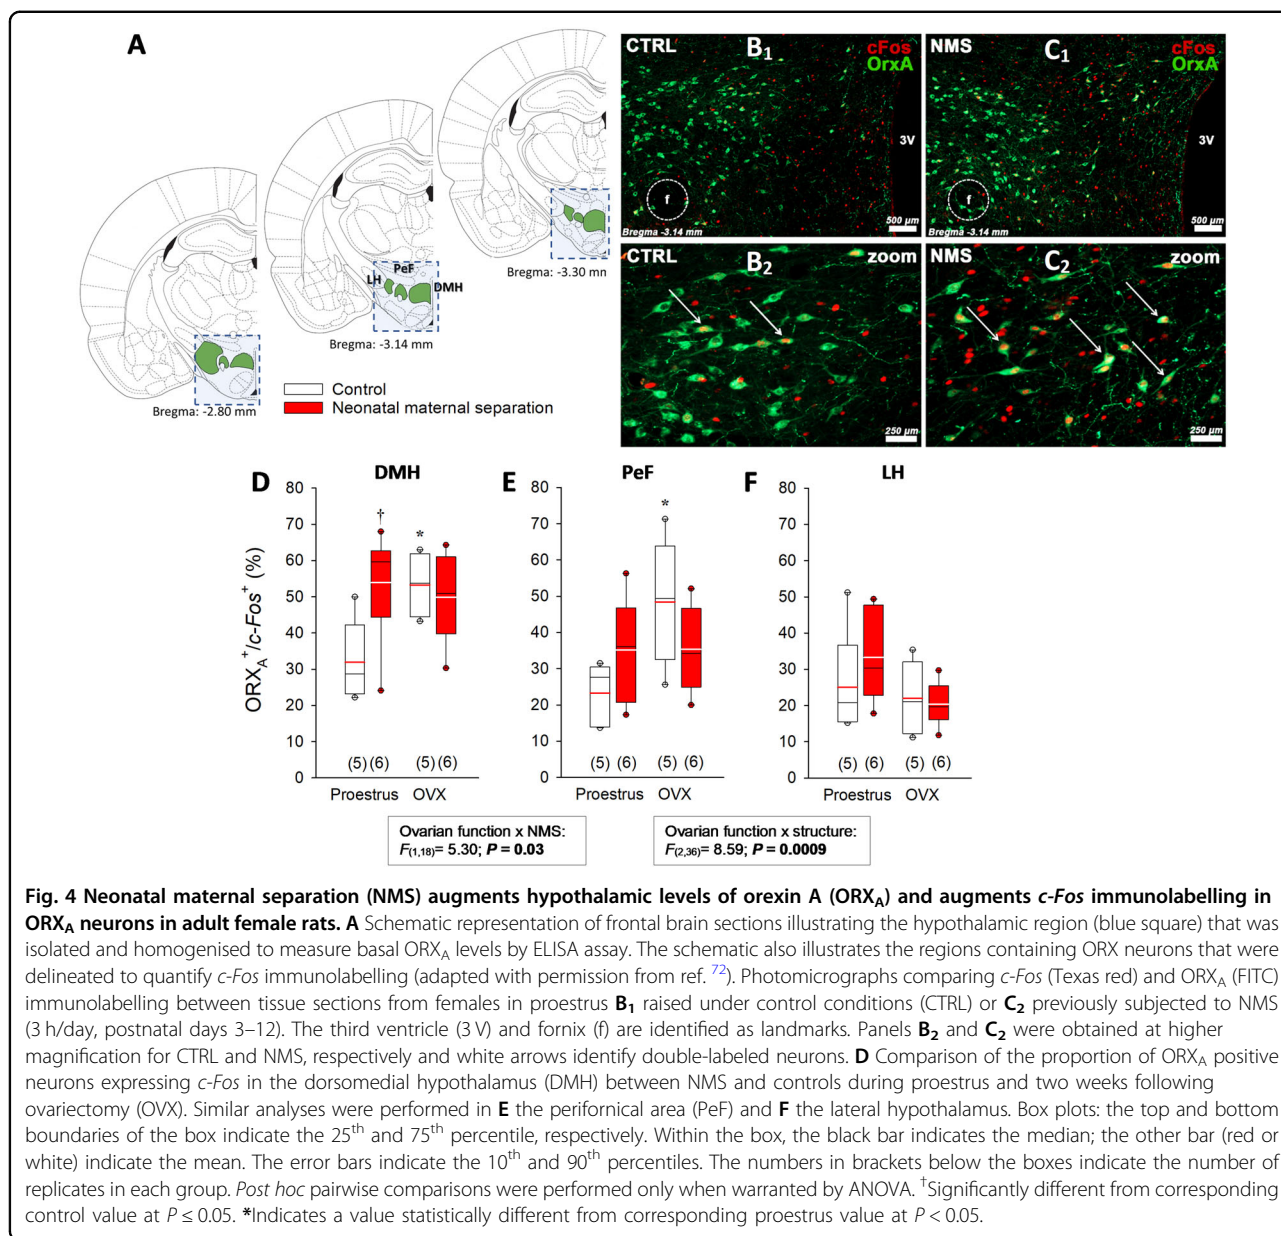 A
Bregma: -2.80 mm
LH
PeF
DMH
Bregma: -3.14 mm
Bregma: -3.30 mm
Control
Neonatal maternal separation
CTRL
B1
cFos
OrxA
f
3V
Bregma -3.14 mm
500 µm
NMS
C1
cFos
OrxA
f
3V
Bregma -3.14 mm
500 µm
CTRL
B2
zoom
250 µm
NMS
C2
zoom
250 µm
D
DMH
ORXA+/c-Fos+ (%)
80
70
60
50
40
30
20
10
0
†
*
(5) (6) (5) (6)
Proestrus OVX
E
PeF
80
70
60
50
40
30
20
10
0
*
(5) (6) (5) (6)
Proestrus OVX
F
LH
80
70
60
50
40
30
20
10
0
(5) (6) (5) (6)
Proestrus OVX
Ovarian function x NMS:
F(1,18)= 5.30; P = 0.03
Ovarian function x structure:
F(2,36)= 8.59; P = 0.0009
Fig. 4 Neonatal maternal separation (NMS) augments hypothalamic levels of orexin A (ORXA) and augments c-Fos immunolabelling in
ORXA neurons in adult female rats. A Schematic representation of frontal brain sections illustrating the hypothalamic region (blue square) that was
isolated and homogenised to measure basal ORXA levels by ELISA assay. The schematic also illustrates the regions containing ORX neurons that were
delineated to quantify c-Fos immunolabelling (adapted with permission from ref. 72). Photomicrographs comparing c-Fos (Texas red) and ORXA (FITC)
immunolabelling between tissue sections from females in proestrus B1 raised under control conditions (CTRL) or C2 previously subjected to NMS
(3 h/day, postnatal days 3–12). The third ventricle (3 V) and fornix (f) are identified as landmarks. Panels B2 and C2 were obtained at higher
magnification for CTRL and NMS, respectively and white arrows identify double-labeled neurons. D Comparison of the proportion of ORXA positive
neurons expressing c-Fos in the dorsomedial hypothalamus (DMH) between NMS and controls during proestrus and two weeks following
ovariectomy (OVX). Similar analyses were performed in E the perifornical area (PeF) and F the lateral hypothalamus. Box plots: the top and bottom
boundaries of the box indicate the 25th and 75th percentile, respectively. Within the box, the black bar indicates the median; the other bar (red or
white) indicate the mean. The error bars indicate the 10th and 90th percentiles. The numbers in brackets below the boxes indicate the number of
replicates in each group. Post hoc pairwise comparisons were performed only when warranted by ANOVA. †Significantly different from corresponding
control value at P ≤ 0.05. *Indicates a value statistically different from corresponding proestrus value at P < 0.05.